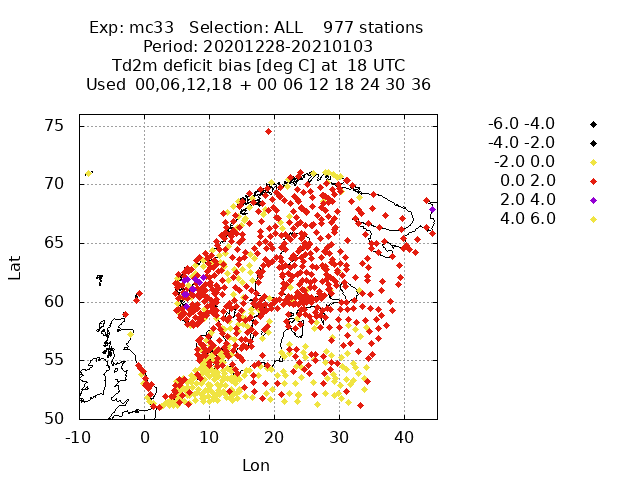 Exp: mc33   Selection: ALL    977 stations
Period: 20201228-20210103
Td2m deficit bias [deg C] at  18 UTC
Used  00,06,12,18 + 00 06 12 18 24 30 36
-6.0 -4.0
-4.0 -2.0
-2.0 0.0
0.0 2.0
2.0 4.0
4.0 6.0
75
70
65
60
55
50
Lat
-10 0 10 20 30 40
Lon